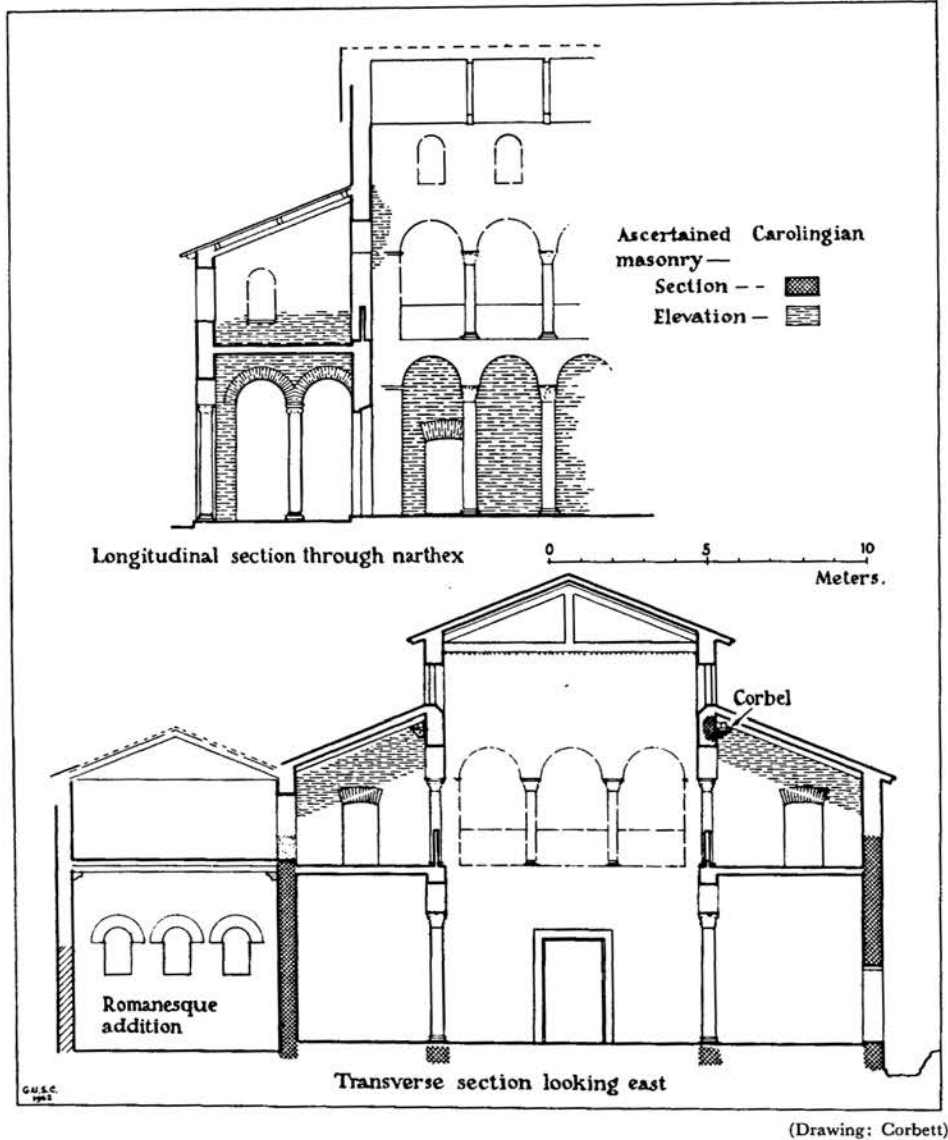 Ascertained Carolingian
masonry—
Section - -
Elevation —
Longitudinal section through narthex
0 5 10
Meters.
Corbel
Romanesque
addition
G.U.S.C.
1962
Transverse section looking east
(Drawing: Corbett)